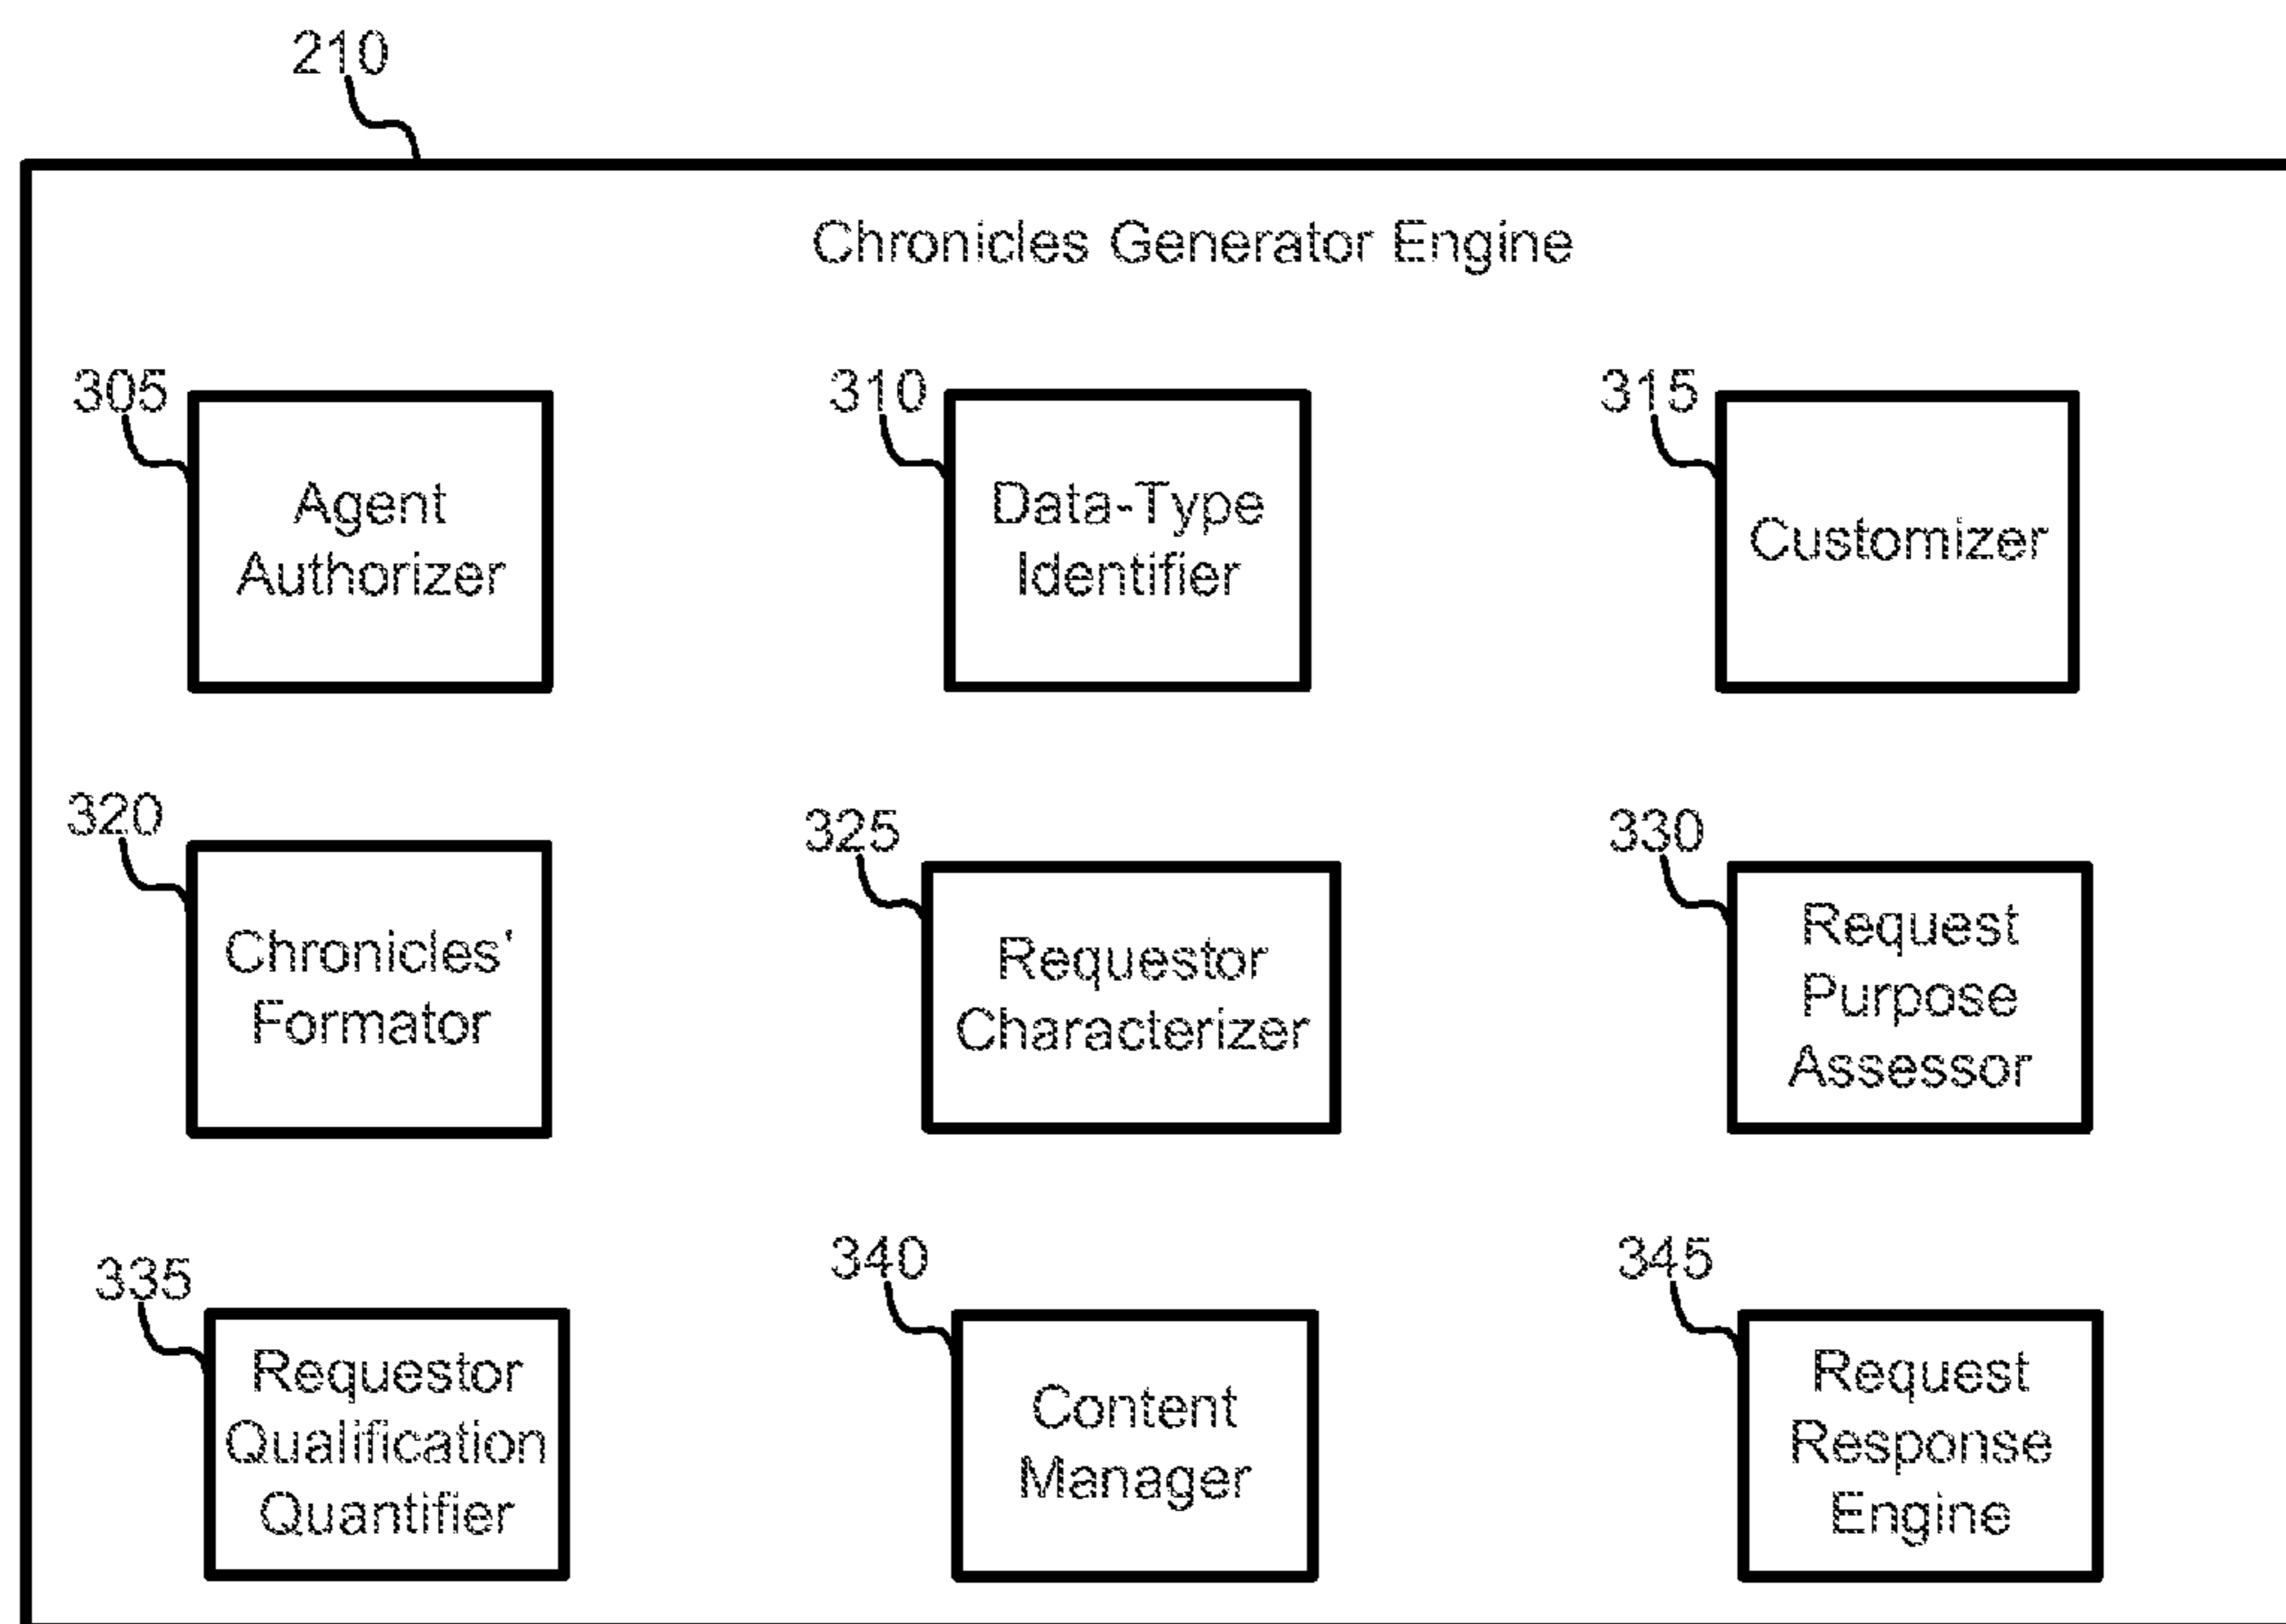 210
Chronicles Generator Engine
305
310
315
Agent
Authorizer
Data-Type
Identifier
Customizer
320
325
330
Chronicles'
Formator
Requestor
Characterizer
Request
Purpose
Assessor
335
340
345
Requestor
Qualification
Quantifier
Content
Manager
Request
Response
Engine